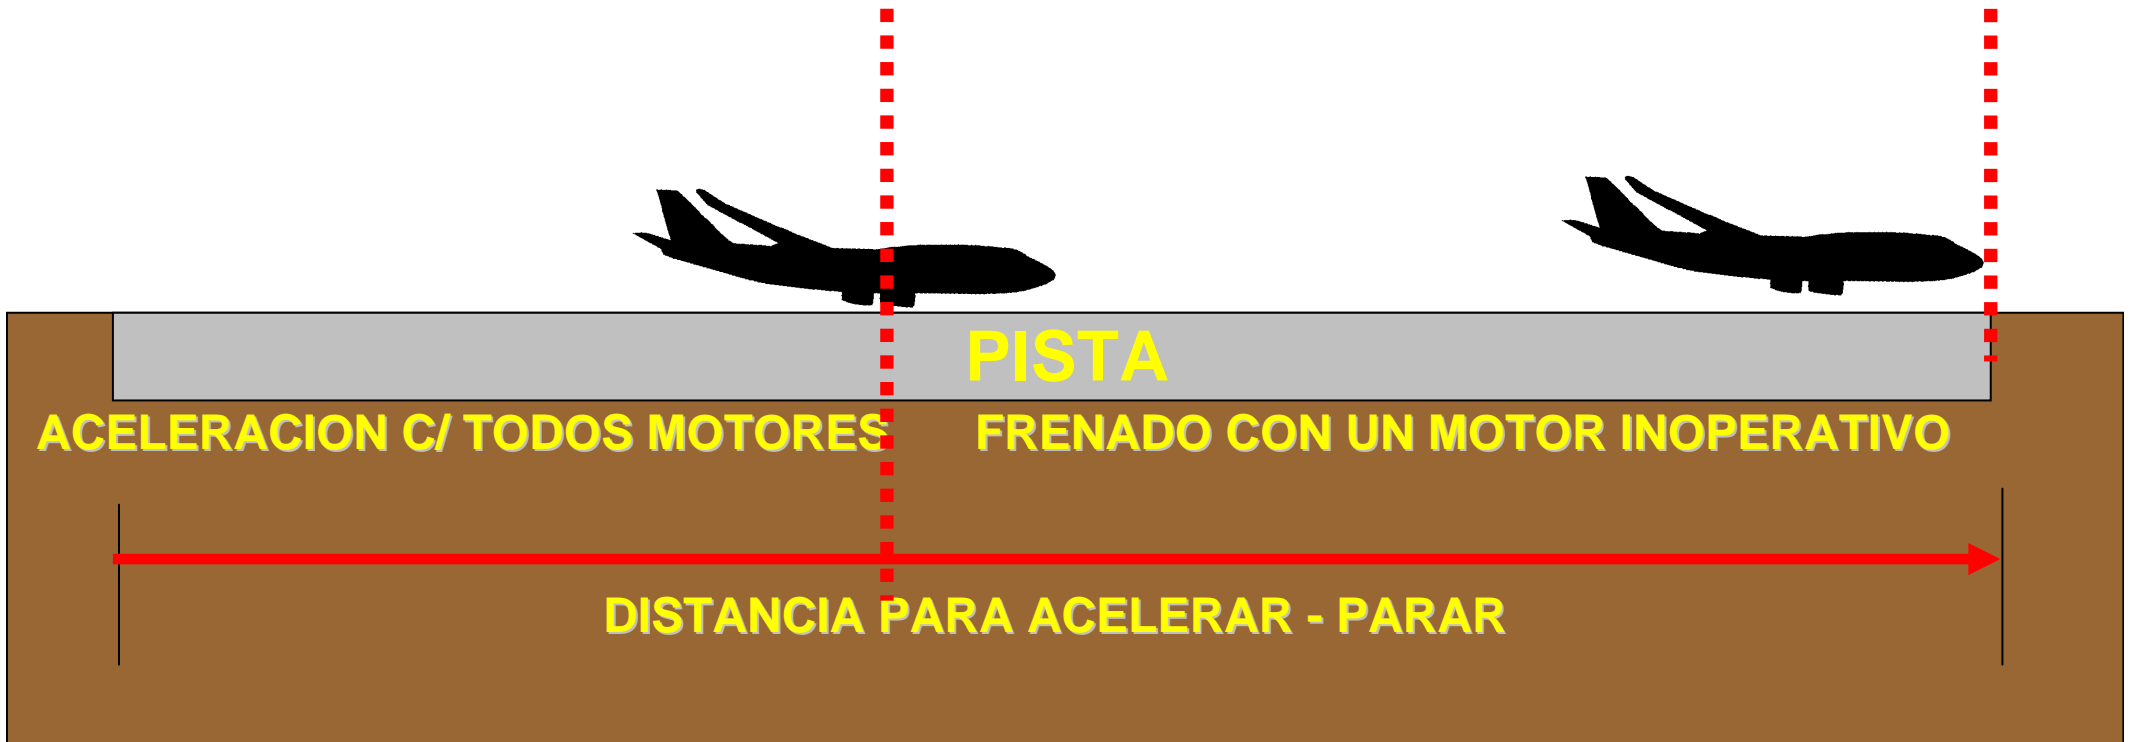 PISTA
ACELERACION C/ TODOS MOTORES
FRENADO CON UN MOTOR INOPERATIVO
DISTANCIA PARA ACELERAR - PARAR